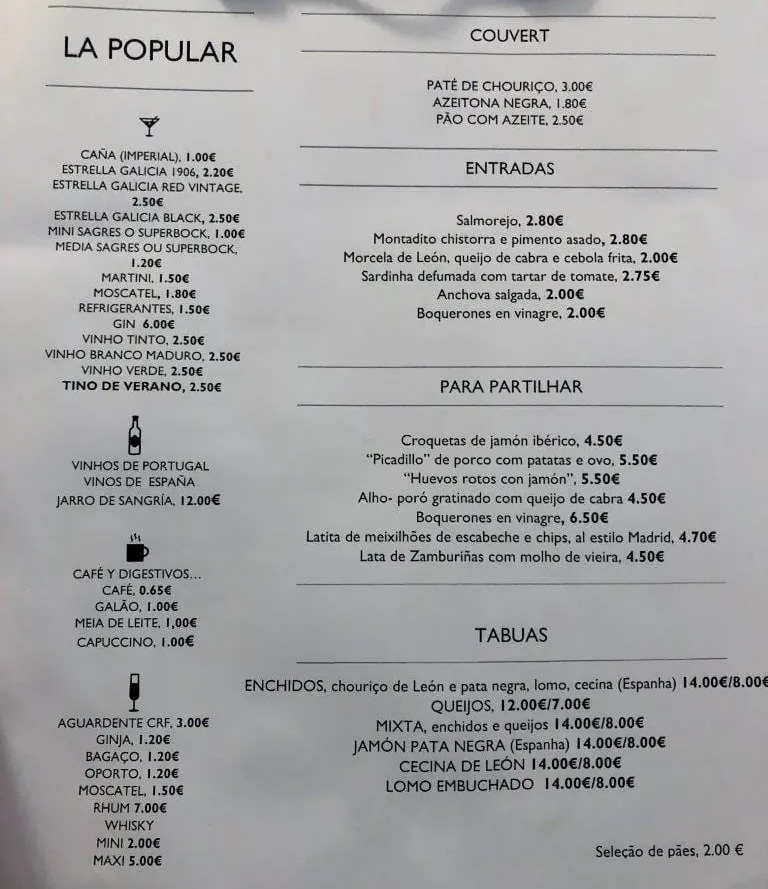 LA POPULAR
CAÑA (IMPERIAL), 1.00€
ESTRELLA GALICIA 1906, 2.20€
ESTRELLA GALICIA RED VINTAGE,
2.50€
ESTRELLA GALICIA BLACK, 2.50€
MINI SAGRES O SUPERBOCK, 1.00€
MEDIA SAGRES OU SUPERBOCK,
1.20€
MARTINI, 1.50€
MOSCATEL, 1.80€
REFRIGERANTES, 1.50€
GIN 6.00€
VINHO TINTO, 2.50€
VINHO BRANCO MADURO, 2.50€
VINHO VERDE, 2.50€
TINO DE VERANO, 2.50€
VINHOS DE PORTUGAL
VINOS DE ESPAÑA
JARRO DE SANGRÍA, 12.00€
CAFÉ Y DIGESTIVOS...
CAFÉ, 0.65€
GALÃO, 1.00€
MEIA DE LEITE, 1,00€
CAPUCCINO, 1.00€
AGUARDENTE CRF, 3.00€
GINJA, 1.20€
BAGAÇO, 1.20€
OPORTO, 1.20€
MOSCATEL, 1.50€
RHUM 7.00€
WHISKY
MINI 2.00€
MAXI 5.00€
COUVERT
PATÉ DE CHOURIÇO, 3.00€
AZEITONA NEGRA, 1.80€
PÃO COM AZEITE, 2.50€
ENTRADAS
Salmorejo, 2.80€
Montadito chistorra e pimento asado, 2.80€
Morcela de León, queijo de cabra e cebola frita, 2.00€
Sardinha defumada com tartar de tomate, 2.75€
Anchova salgada, 2.00€
Boquerones en vinagre, 2.00€
PARA PARTILHAR
Croquetas de jamón ibérico, 4.50€
“Picadillo” de porco com patatas e ovo, 5.50€
“Huevos rotos con jamón”, 5.50€
Alho- poró gratinado com queijo de cabra 4.50€
Boquerones en vinagre, 6.50€
Latita de meixilhões de escabeche e chips, al estilo Madrid, 4.70€
Lata de Zamburiñas com molho de vieira, 4.50€
TABUAS
ENCHIDOS, chouriço de León e pata negra, lomo, cecina (Espanha) 14.00€/8.00€
QUEIJOS, 12.00€/7.00€
MIXTA, enchidos e queijos 14.00€/8.00€
JAMÓN PATA NEGRA (Espanha) 14.00€/8.00€
CECINA DE LEÓN 14.00€/8.00€
LOMO EMBUCHADO 14.00€/8.00€
Seleção de pães, 2.00 €